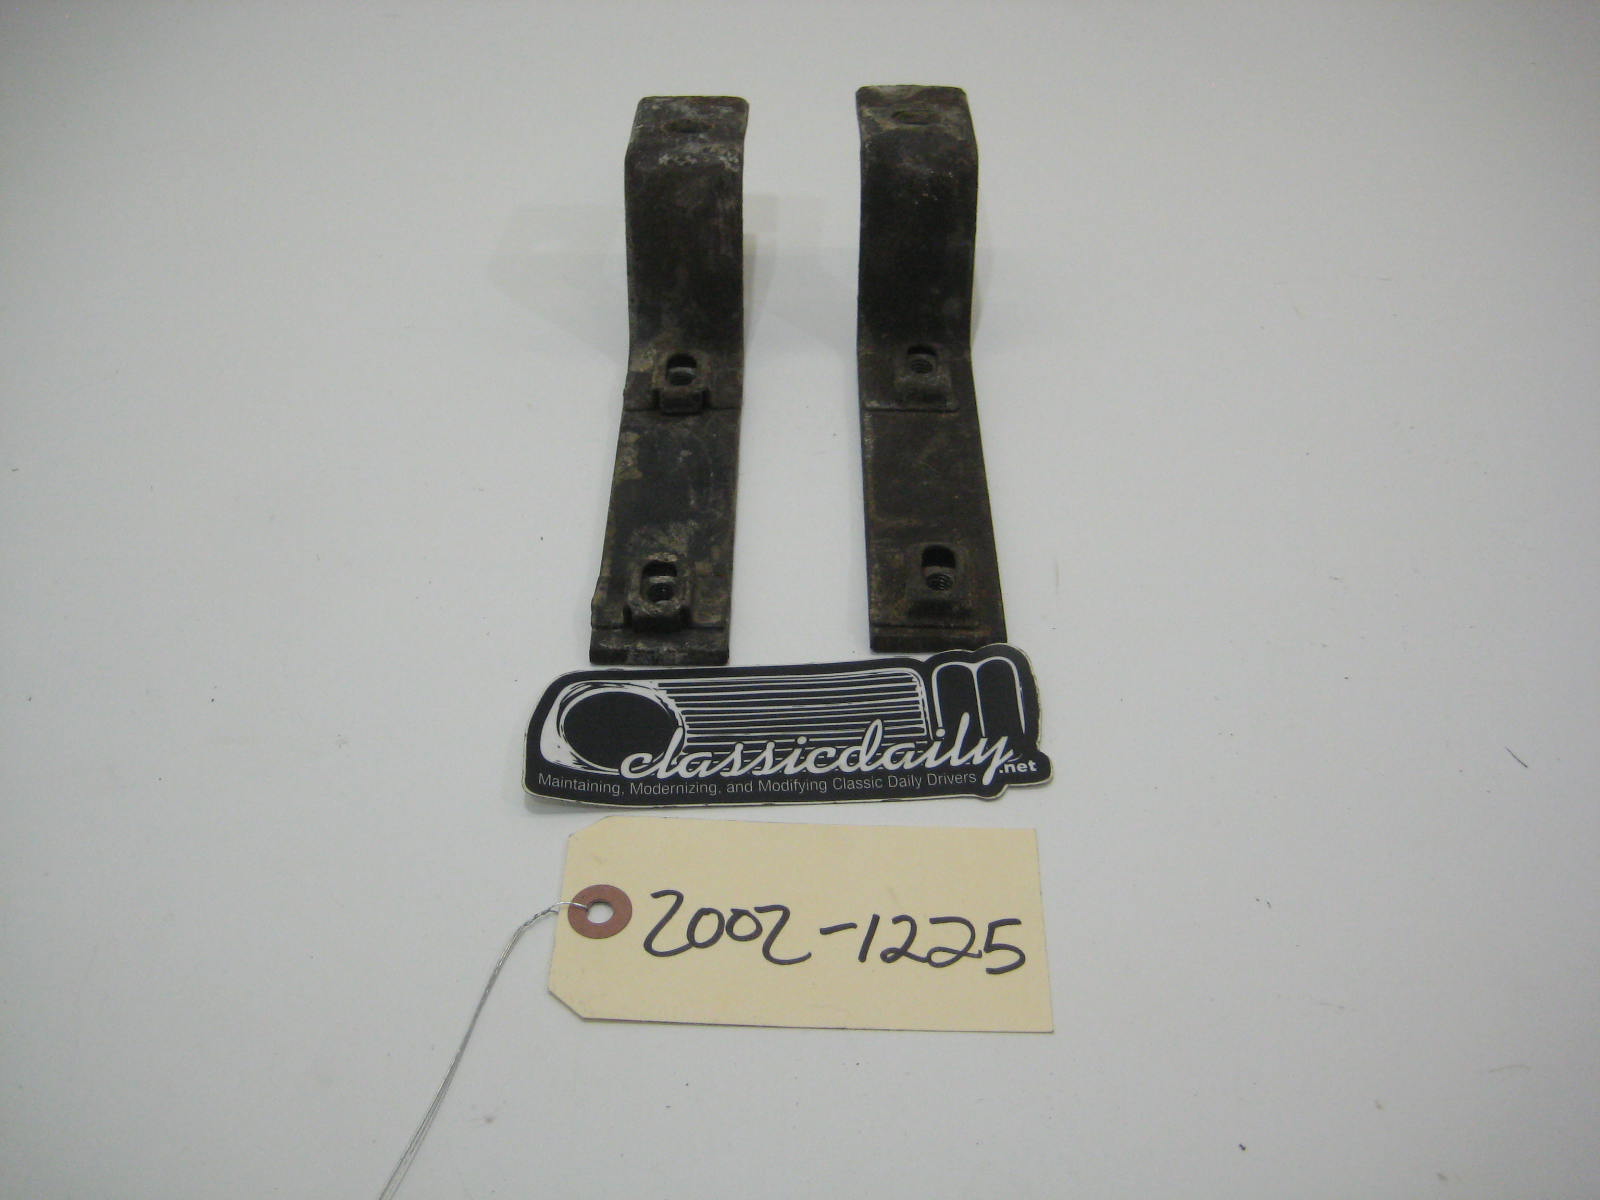 classicdaily.net
Maintaining, Modernizing, and Modifying Classic Daily Drivers
2002-1225